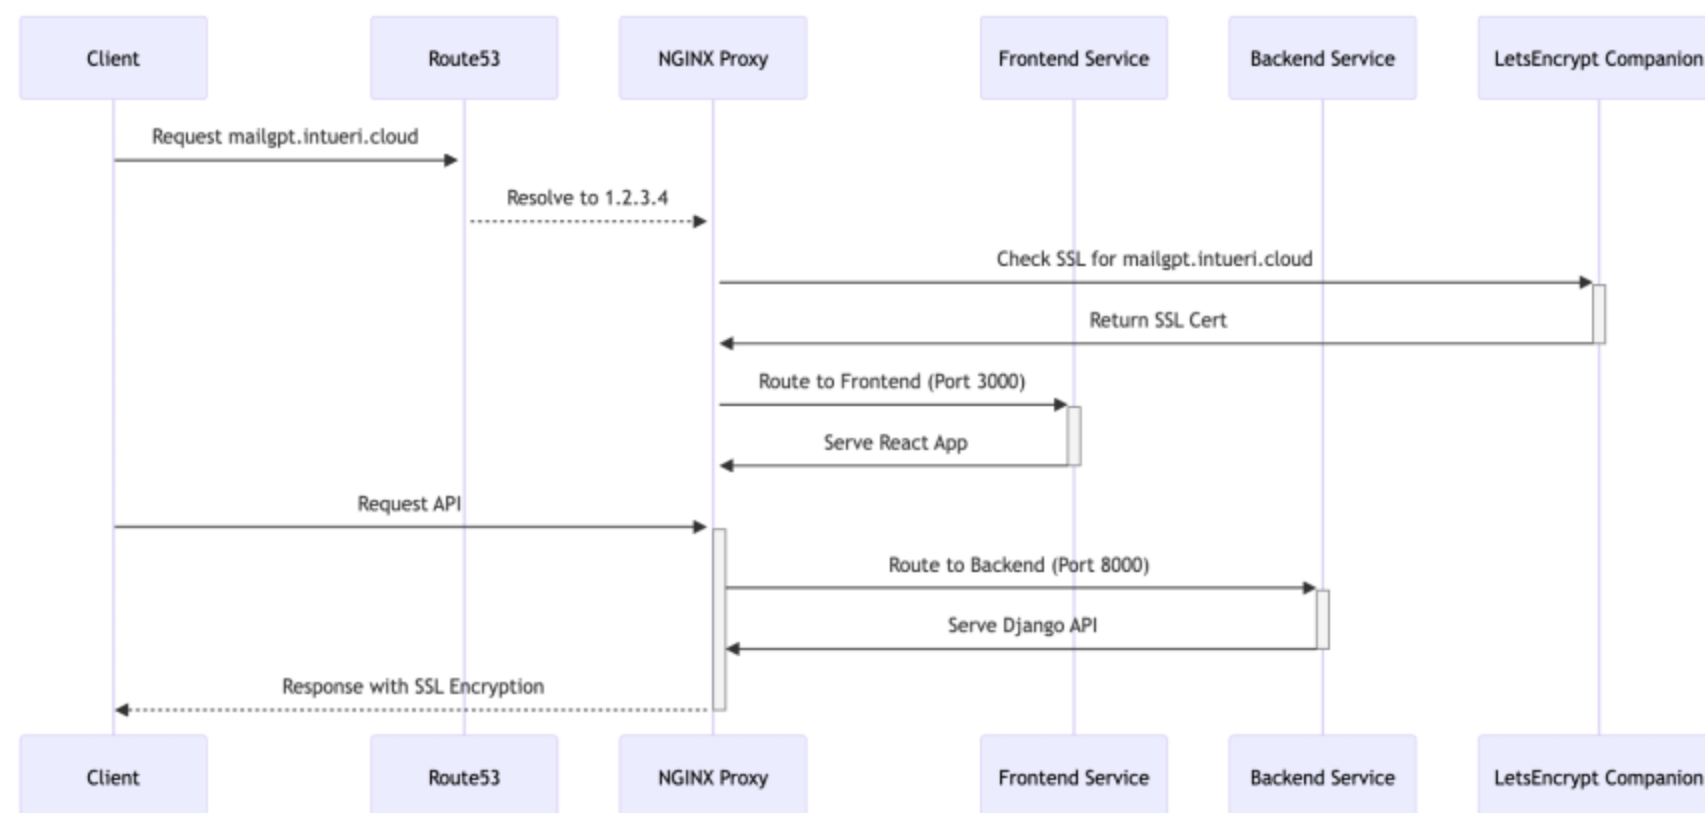 Client
Route53
NGINX Proxy
Frontend Service
Backend Service
LetsEncrypt Companion
Request mailgpt.intueri.cloud
Resolve to 1.2.3.4
Check SSL for mailgpt.intueri.cloud
Return SSL Cert
Route to Frontend (Port 3000)
Serve React App
Request API
Route to Backend (Port 8000)
Serve Django API
Response with SSL Encryption
Client
Route53
NGINX Proxy
Frontend Service
Backend Service
LetsEncrypt Companion